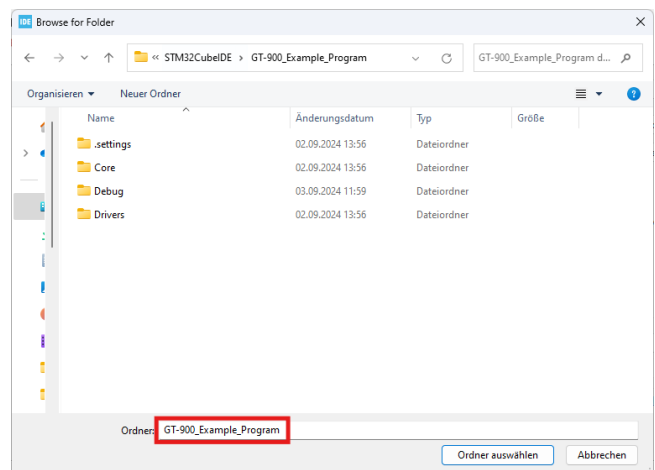 IDE Browse for Folder
« STM32CubeIDE > GT-900_Example_Program
GT-900_Example_Program d...
Organisieren Neuer Ordner
Name Änderungsdatum Typ Größe
.settings 02.09.2024 13:56 Dateiordner
Core 02.09.2024 13:56 Dateiordner
Debug 03.09.2024 11:59 Dateiordner
Drivers 02.09.2024 13:56 Dateiordner
Ordner: GT-900_Example_Program
Ordner auswählen Abbrechen